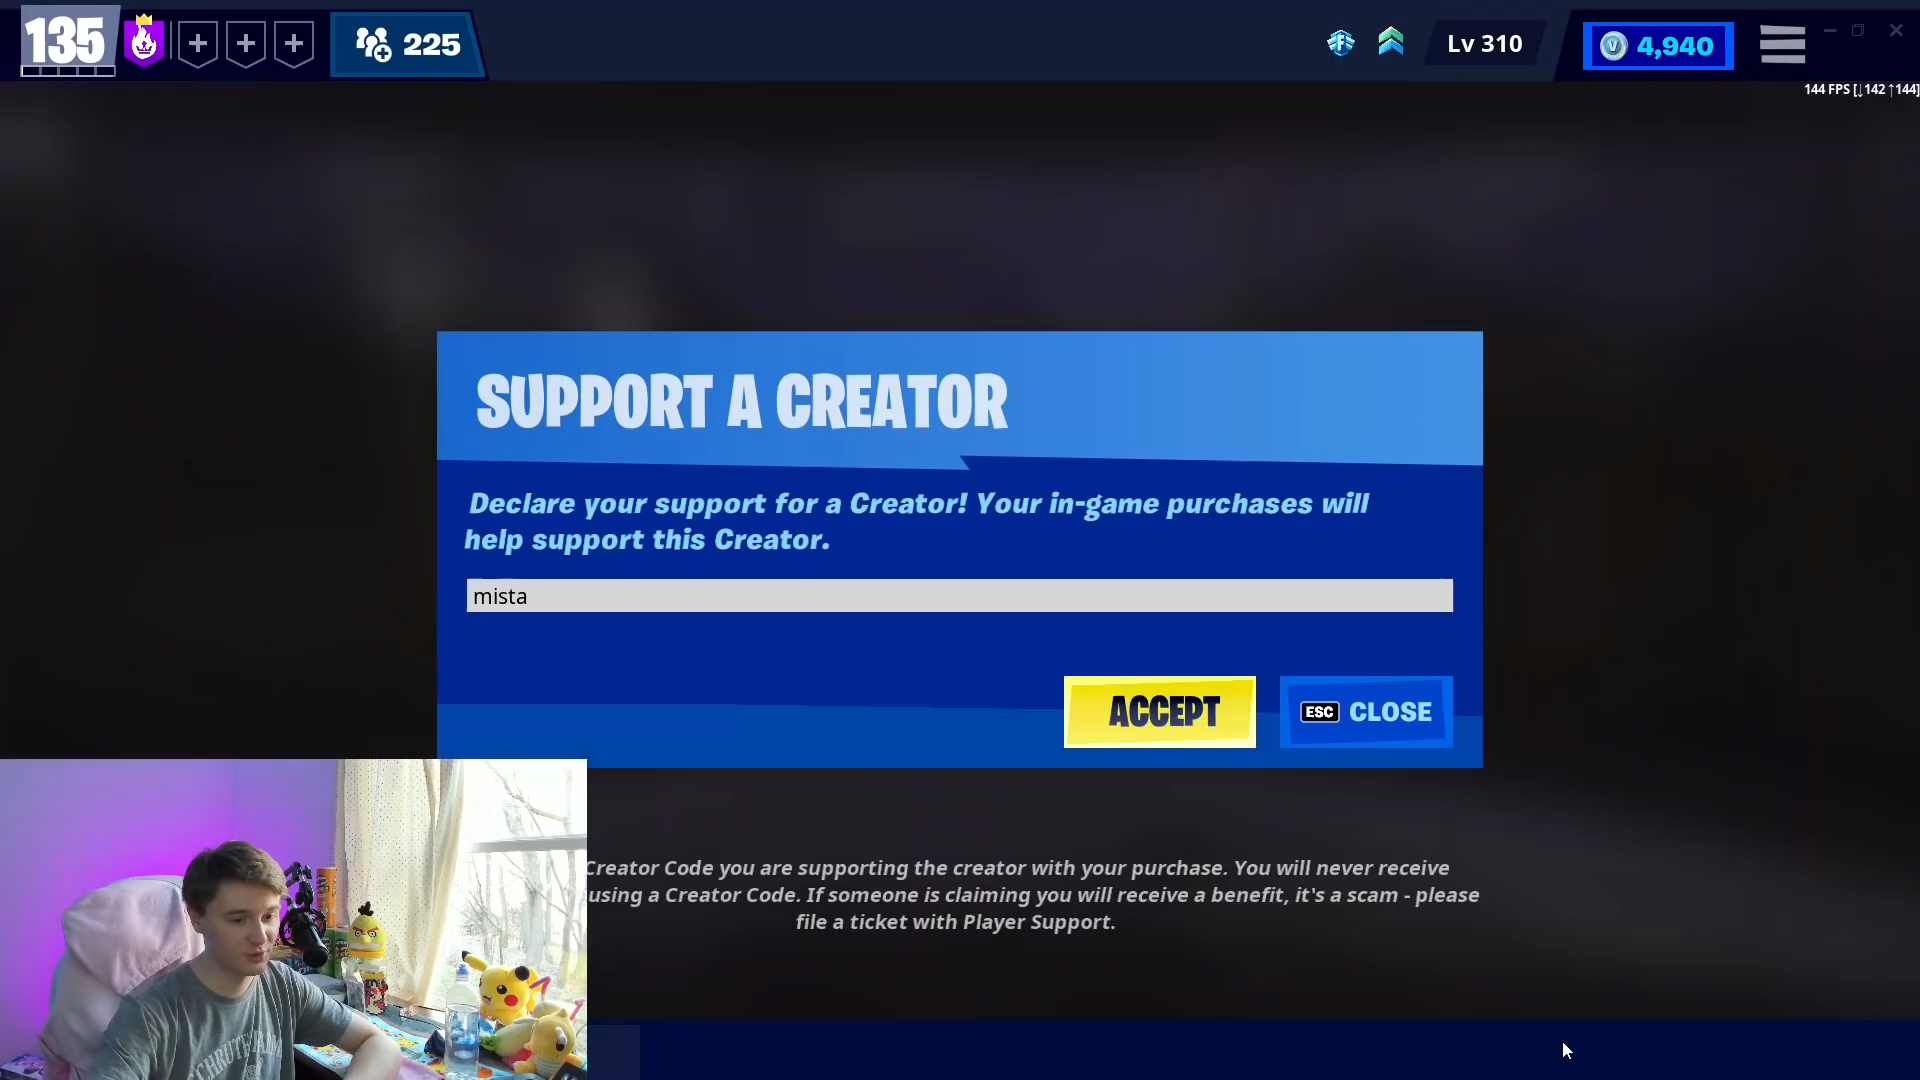 135
225
Lv 310
4,940
144 FPS [↓142 ↑144]
SUPPORT A CREATOR
Declare your support for a Creator! Your in-game purchases will
help support this Creator.
mista
ACCEPT
ESC CLOSE
Creator Code you are supporting the creator with your purchase. You will never receive
using a Creator Code. If someone is claiming you will receive a benefit, it's a scam - please
file a ticket with Player Support.